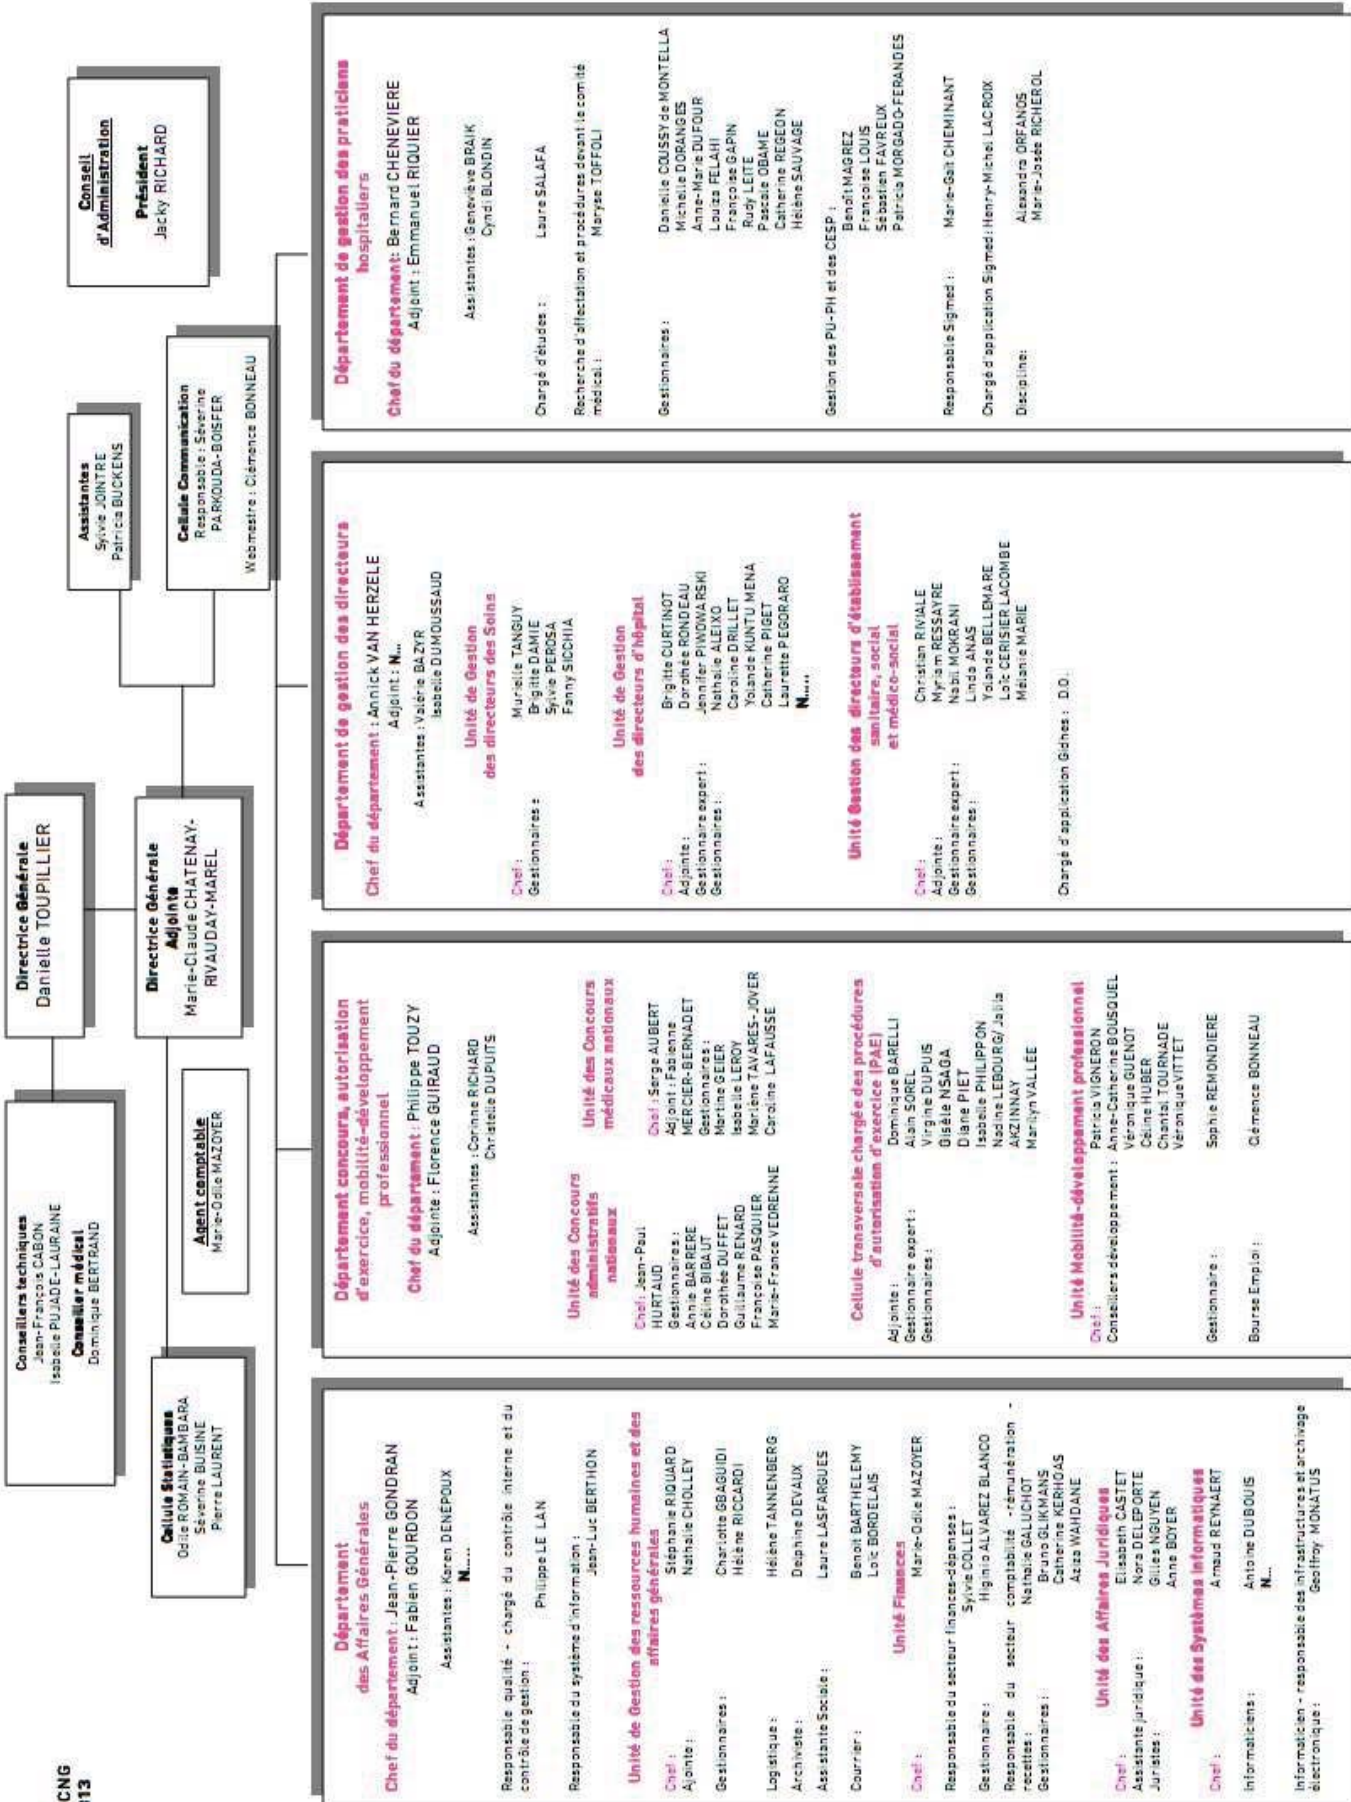 CNG
13
Directrice Générale
Danielle TOUPILLIER
Conseil
d'Administration
Président
Jacky RICHARD
Conseillers techniques
Jean-François CABON
Isabelle PUJADE-LAURAINE
Conseiller médical
Dominique BERTRAND
Directrice Générale
Adjointe
Marie-Claude CHATENAY-
RIVAUDAY-MAREL
Assistantes
Sylvie JOINTRE
Patricia BUCKENS
Cellule Statistiques
Odile ROMAIN-BAMBARA
Séverine BUISINE
Pierre LAURENT
Agent comptable
Marie-Odile MAZOYER
Cellule Communication
Responsable : Séverine
PARKOUDA-BOISFER
Webmestre : Clémence BONNEAU
Département
des Affaires Générales
Chef du département : Jean-Pierre GONDRAN
Adjoint : Fabien GOURDON
Assistantes : Karen DENÉPOUX
N.....
Responsable qualité - chargé du contrôle interne et du
contrôle de gestion :
Philippe LE LAN
Responsable du système d'information :
Jean-Luc BERTHON
Unité de Gestion des ressources humaines et des
affaires générales
Chef : Stéphanie RIQUARD
Ajointe : Nathalie CHOLLEY
Gestionnaires : Charlotte GBAGUIDI
Hélène RICCARDI
Logistique : Hélène TANNENBERG
Archiviste : Delphine DEVAUX
Assistante Sociale : Laure LASFARGUES
Courrier : Benoit BARTHELEMY
Loïc BORDELAIS
Unité Finances
Chef : Marie-Odile MAZOYER
Responsable du secteur finances-dépenses :
Sylvie COLLET
Gestionnaire : Higinio ALVAREZ BLANCO
Responsable du secteur comptabilité -rémunération -
recettes : Nathalie GALUCHOT
Gestionnaires : Bruno GLIKMANS
Catherine KERHOAS
Aziza WAHDANE
Unité des Affaires Juridiques
Chef : Elisabeth CASTET
Assistante juridique : Nora DELEPORTE
Juristes : Gilles NGUYEN
Anne BOYER
Unité des Systèmes Informatiques
Chef : Arnaud REYNAERT
Informaticiens : Antoine DUBOUIS
N...
Informaticien - responsable des infrastructures et archivage
électronique : Geoffroy MONATUS
Département concours, autorisation
d'exercice, mobilité-développement
professionnel
Chef du département : Philippe TOUZY
Adjointe : Florence GUIRAUD
Assistantes : Corinne RICHARD
Christelle DUPUITS
Unité des Concours
administratifs
nationaux
Chef : Jean-Paul
HURTAUD
Gestionnaires :
Annie BARRERE
Céline BIBAUT
Dorothée DUFFET
Guillaume RENARD
Françoise PASQUIER
Marie-France VEDRENNE
Unité des Concours
médicaux nationaux
Chef : Serge AUBERT
Adjoint : Fabienne
MERCIER-BERNADET
Gestionnaires :
Martine GEIER
Isabelle LEROY
Marlène TAVARES-JOVER
Caroline LAFAUSSE
Cellule transversale chargée des procédures
d'autorisation d'exercice (PAE)
Adjointe : Dominique BARELLI
Gestionnaire expert : Alain SOREL
Gestionnaires : Virgine DUPUIS
Gisèle NSAGA
Diane PIET
Isabelle PHILIPPON
Nadine LEBOURG/ Jalila
AKZINNAY
Marilyn VALLÉE
Unité Mobilité-développement professionnel
Chef : Patricia VIGNERON
Conseillers développement : Anne-Catherine BOUSQUEL
Véronique GUENOT
Céline HUBER
Chantal TOURNADE
Véronique VITTET
Gestionnaire : Sophie REMONDIERE
Bourse Emploi : Clémence BONNEAU
Département de gestion des directeurs
Chef du département : Annick VAN HERZELE
Adjoint : N...
Assistantes : Valérie BAZYR
Isabelle DUMOUSSAUD
Unité de Gestion
des directeurs des Soins
Chef : Murielle TANGUY
Gestionnaires : Brigitte DAMIE
Sylvie PEROSA
Fanny SICCHIA
Unité de Gestion
des directeurs d'hôpital
Chef : Brigitte CURTINOT
Adjointe : Dorothée RONDEAU
Gestionnaire expert : Jennifer PIWOWARSKI
Gestionnaires : Nathalie ALEIXO
Caroline DRILLET
Yolande KUNTU MENA
Catherine PIGET
Laurette PEGORARO
N.....
Unité Gestion des directeurs d'établissement
sanitaire, social
et médico-social
Chef : Christian RIVIALE
Adjointe : Myriam RESSAYRE
Gestionnaire expert : Nabil MOKRANI
Gestionnaires : Linda ANAS
Yolande BELLEMARE
Loïc CERISIER LACOMBE
Mélanie MARIE
Chargé d'application Gidhes : D.O.
Département de gestion des praticiens
hospitaliers
Chef du département : Bernard CHENEVIERE
Adjoint : Emmanuel RIQUIER
Assistantes : Geneviève BRAIK
Cyndi BLONDIN
Chargé d'études : Laure SALAFA
Recherche d'affectation et procédures devant le comité
médical : Maryse TOFFOLI
Gestionnaires : Danielle COUSSY de MONTELLA
Michelle DORANGES
Anne-Marie DUFOUR
Louiza FELAHI
Françoise GAPIN
Rudy LEITE
Pascale OBAME
Catherine REGEON
Hélène SAUVAGE
Gestion des PU-PH et des CESP :
Benoît MAGREZ
Françoise LOUIS
Sébastien FAVREUX
Patricia MORGADO-FERANDES
Responsable Sigmed : Marie-Gaït CHEMINANT
Chargé d'application Sigmed : Henry-Michel LACROIX
Discipline : Alexandra ORFANOS
Marie-Josée RICHEROL